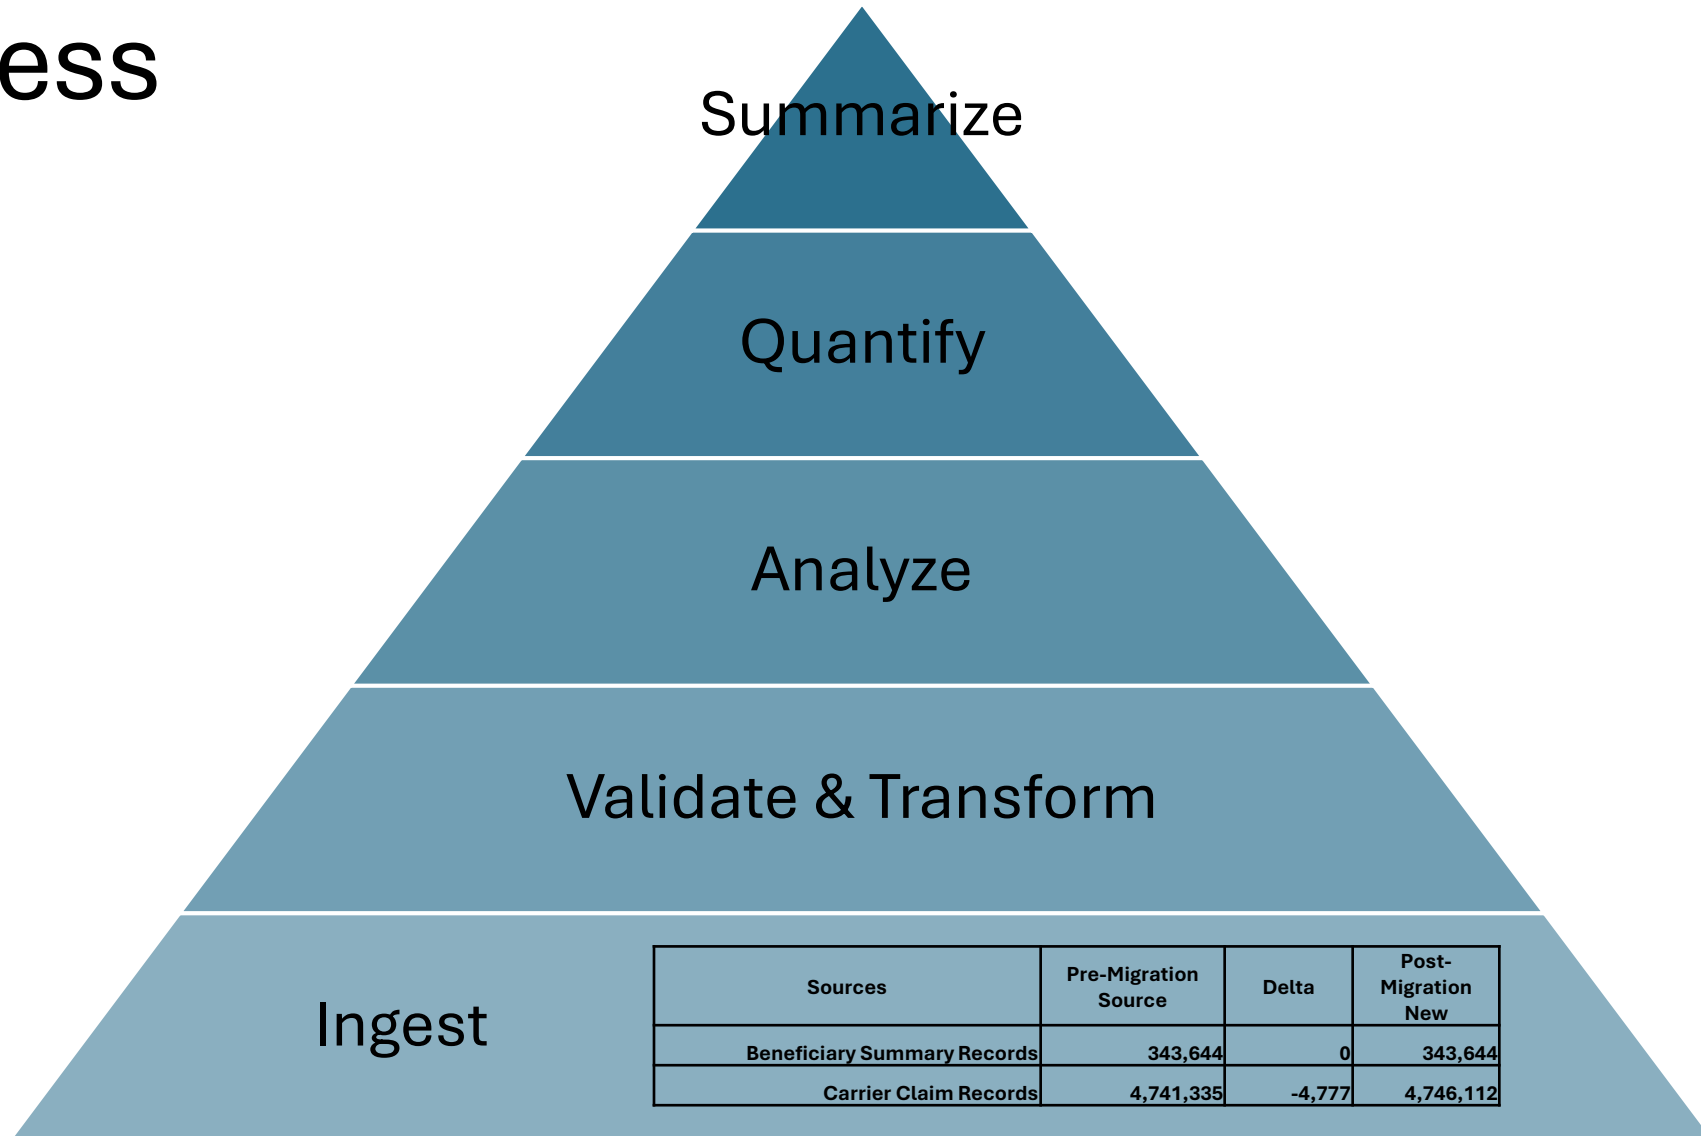 ess
Summarize
Quantify
Analyze
Validate & Transform
Ingest
Sources Pre-Migration Source Delta Post-Migration New
Beneficiary Summary Records 343,644 0 343,644
Carrier Claim Records 4,741,335 -4,777 4,746,112